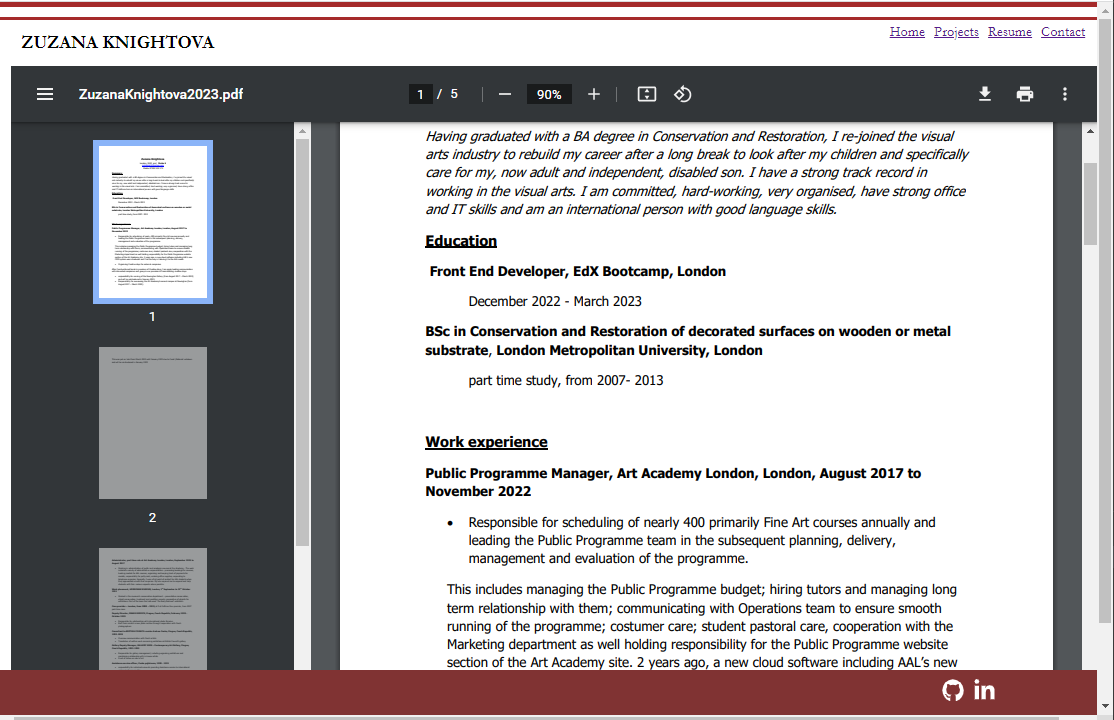 ZUZANA KNIGHTOVA
Home Projects Resume Contact
ZuzanaKnightova2023.pdf
1 / 5
90%
Having graduated with a BA degree in Conservation and Restoration, I re-joined the visual
arts industry to rebuild my career after a long break to look after my children and specifically
care for my, now adult and independent, disabled son. I have a strong track record in
working in the visual arts. I am committed, hard-working, very organised, have strong office
and IT skills and am an international person with good language skills.
Education
Front End Developer, EdX Bootcamp, London
December 2022 - March 2023
BSc in Conservation and Restoration of decorated surfaces on wooden or metal
substrate, London Metropolitan University, London
part time study, from 2007- 2013
Work experience
Public Programme Manager, Art Academy London, London, August 2017 to
November 2022
• Responsible for scheduling of nearly 400 primarily Fine Art courses annually and
leading the Public Programme team in the subsequent planning, delivery,
management and evaluation of the programme.
This includes managing the Public Programme budget; hiring tutors and managing long
term relationship with them; communicating with Operations team to ensure smooth
running of the programme; costumer care; student pastoral care, cooperation with the
Marketing department as well holding responsibility for the Public Programme website
section of the Art Academy site. 2 years ago, a new cloud software including AAL's new
1
2
in